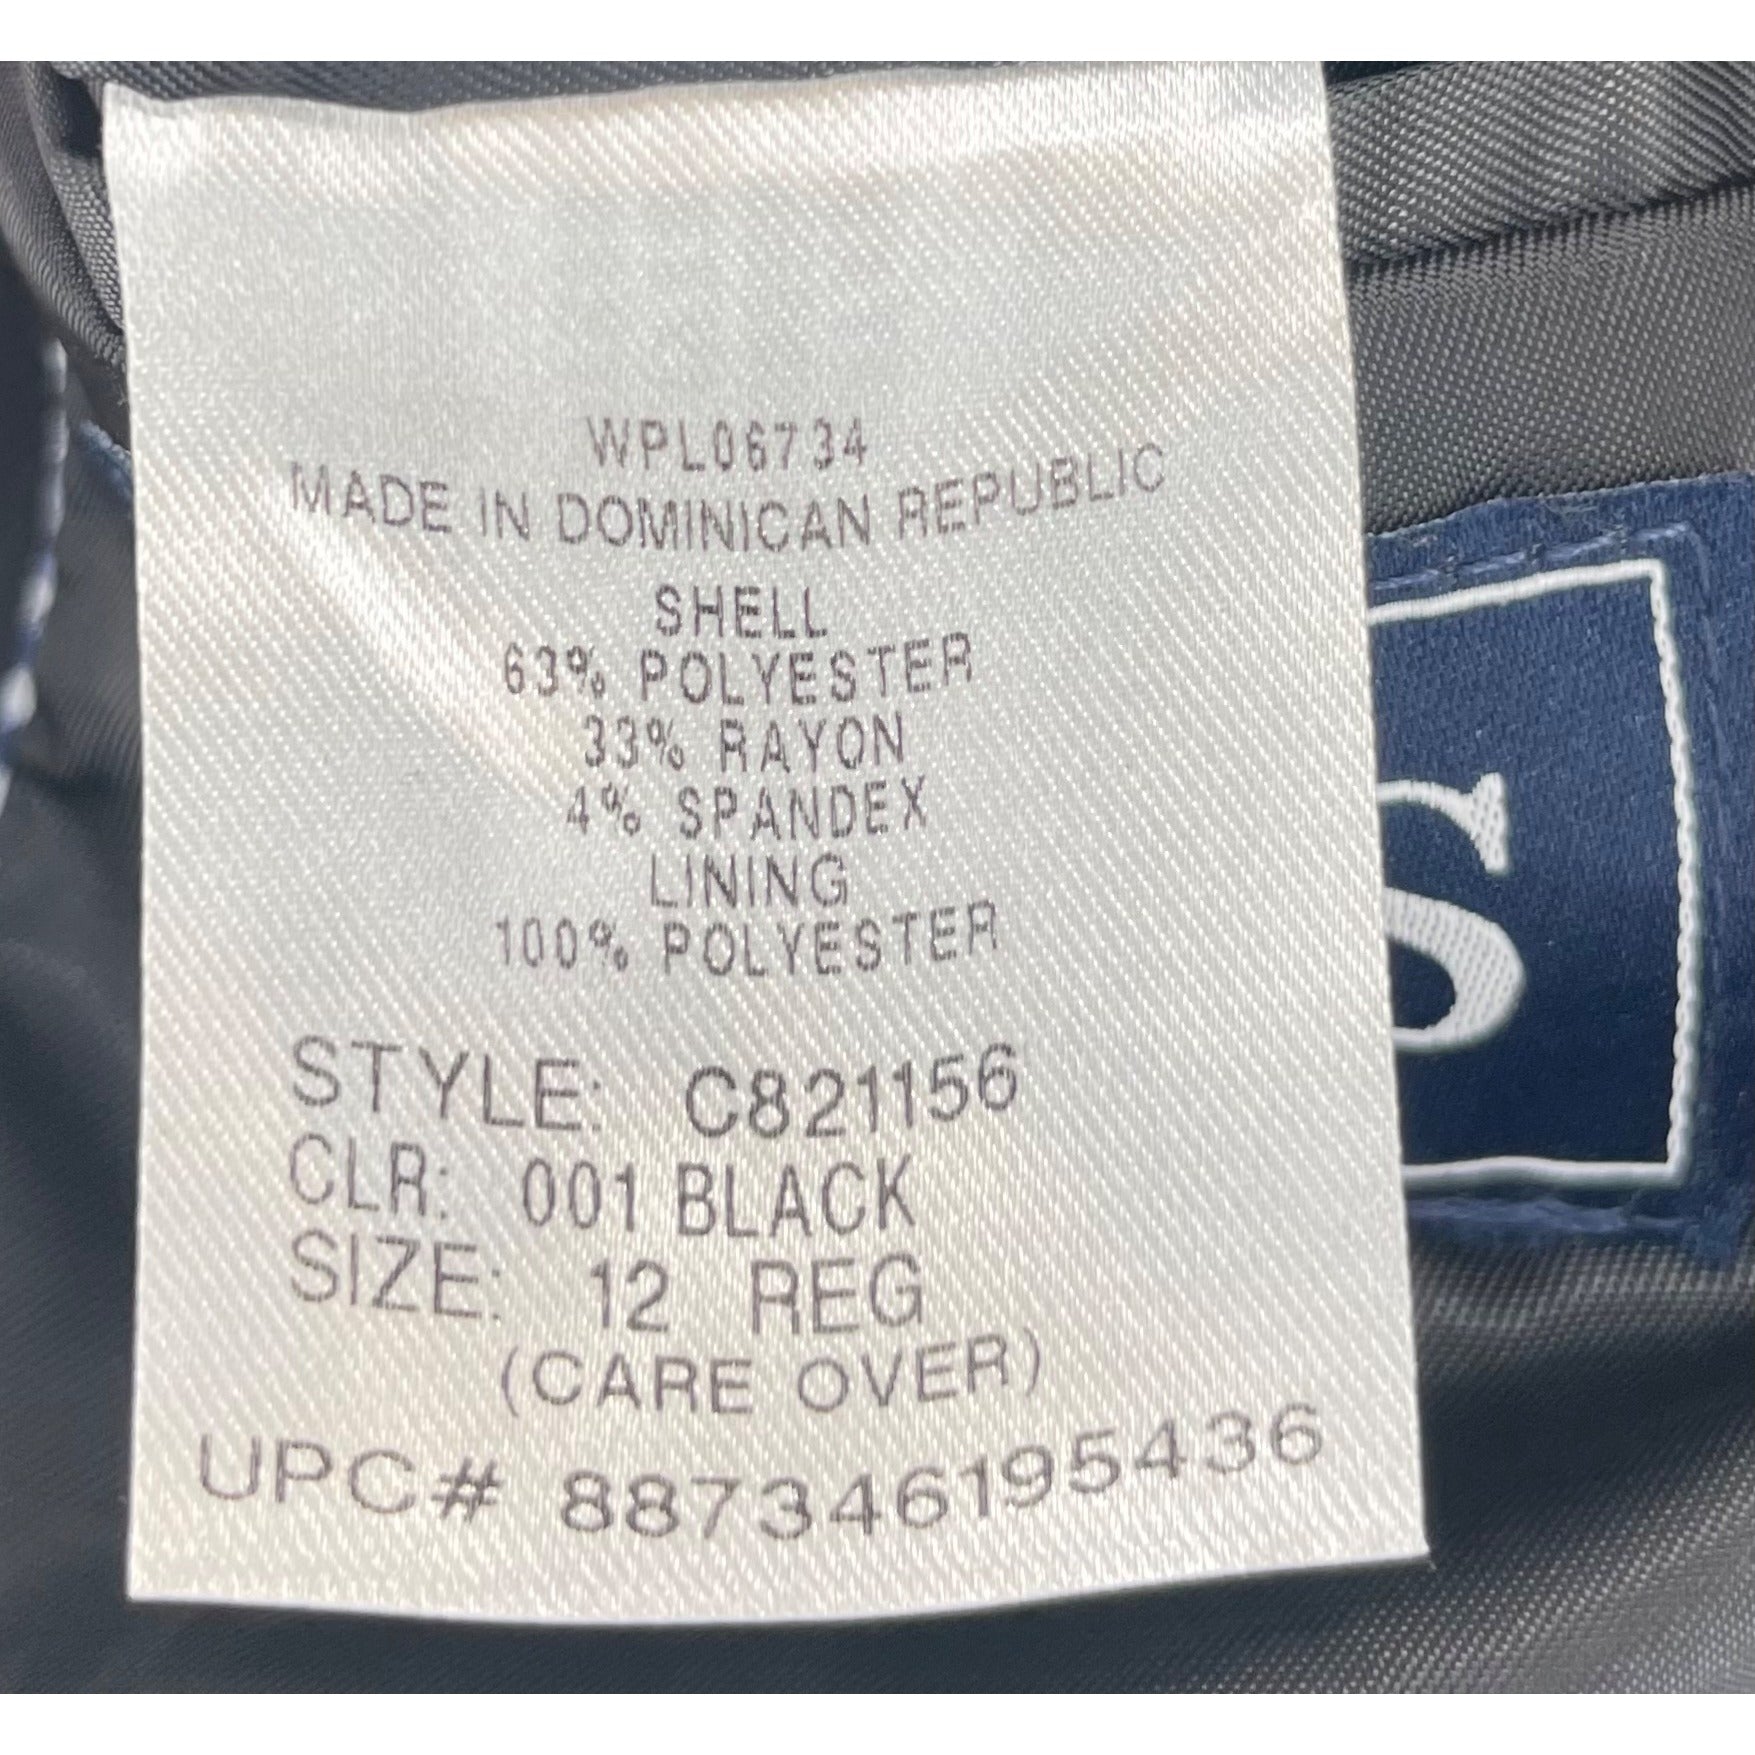 WPL06734
MADE IN DOMINICAN REPUBLIC
SHELL
63% POLYESTER
33% RAYON
4% SPANDEX
LINING
100% POLYESTER
STYLE: C821156
CLR: 001 BLACK
SIZE: 12 REG
(CARE OVER)
UPC# 887346195436
S